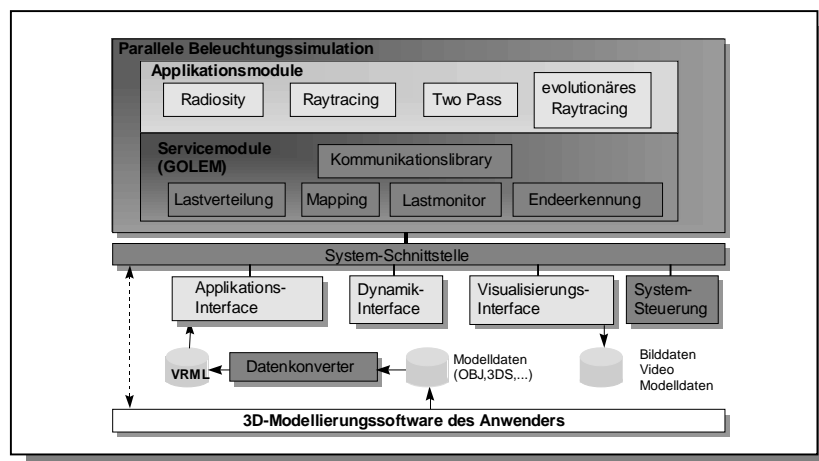 Parallele Beleuchtungssimulation
Applikationsmodule
Radiosity
Raytracing
Two Pass
evolutionäres
Raytracing
Servicemodule
(GOLEM)
Kommunikationslibrary
Lastverteilung
Mapping
Lastmonitor
Endeerkennung
System-Schnittstelle
Applikations-
Interface
Dynamik-
Interface
Visualisierungs-
Interface
System-
Steuerung
VRML
Datenkonverter
Modelldaten
(OBJ,3DS,...)
Bilddaten
Video
Modelldaten
3D-Modellierungssoftware des Anwenders